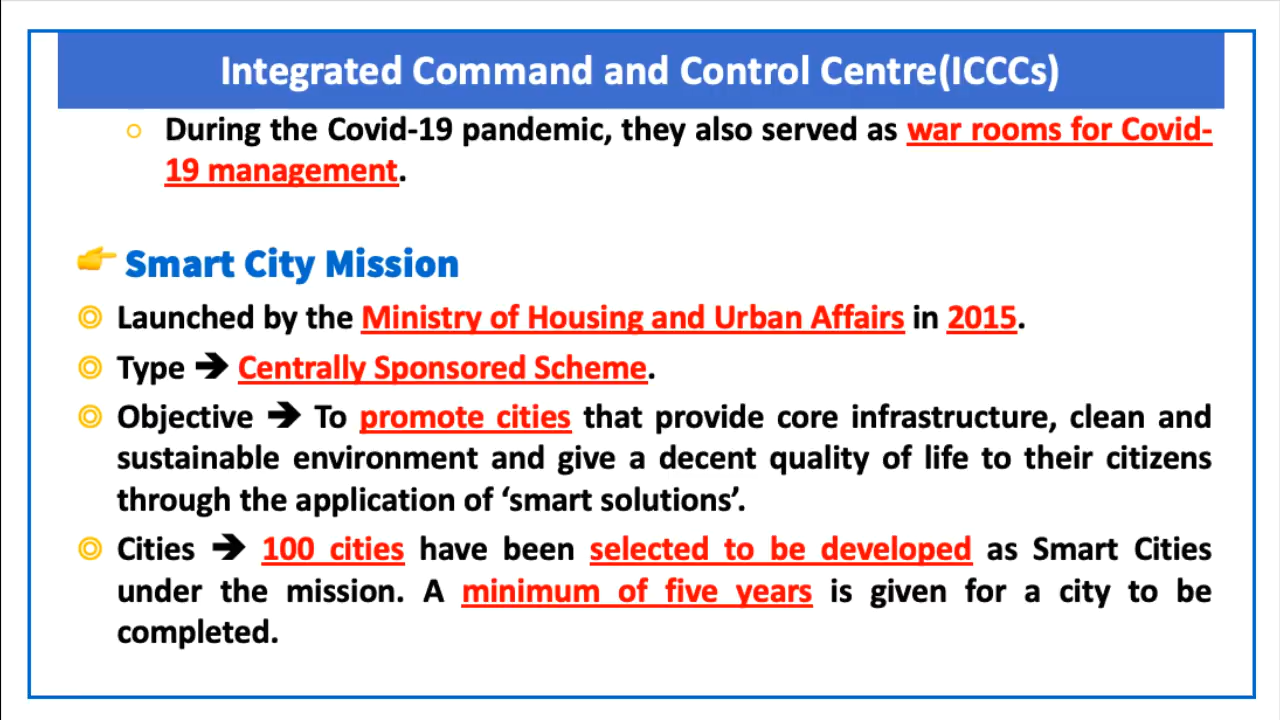 Integrated Command and Control Centre(ICCCs)
○ During the Covid-19 pandemic, they also served as war rooms for Covid-
19 management.
👉 Smart City Mission
◎ Launched by the Ministry of Housing and Urban Affairs in 2015.
◎ Type ➔ Centrally Sponsored Scheme.
◎ Objective ➔ To promote cities that provide core infrastructure, clean and
sustainable environment and give a decent quality of life to their citizens
through the application of ‘smart solutions’.
◎ Cities ➔ 100 cities have been selected to be developed as Smart Cities
under the mission. A minimum of five years is given for a city to be
completed.